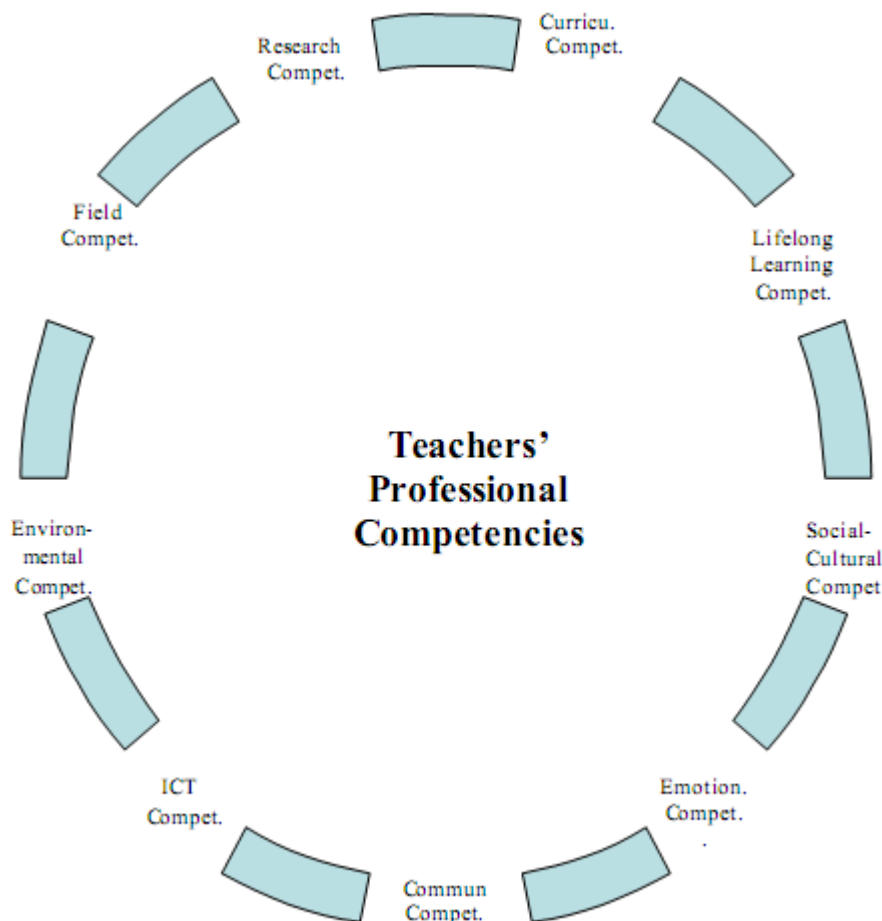 Research
Compet.
Curricu.
Compet.
Field
Compet.
Lifelong
Learning
Compet.
Teachers’
Professional
Competencies
Environ-
mental
Compet.
Social-
Cultural
Compet
ICT
Compet.
Emotion.
Compet.
.
Commun
Compet.